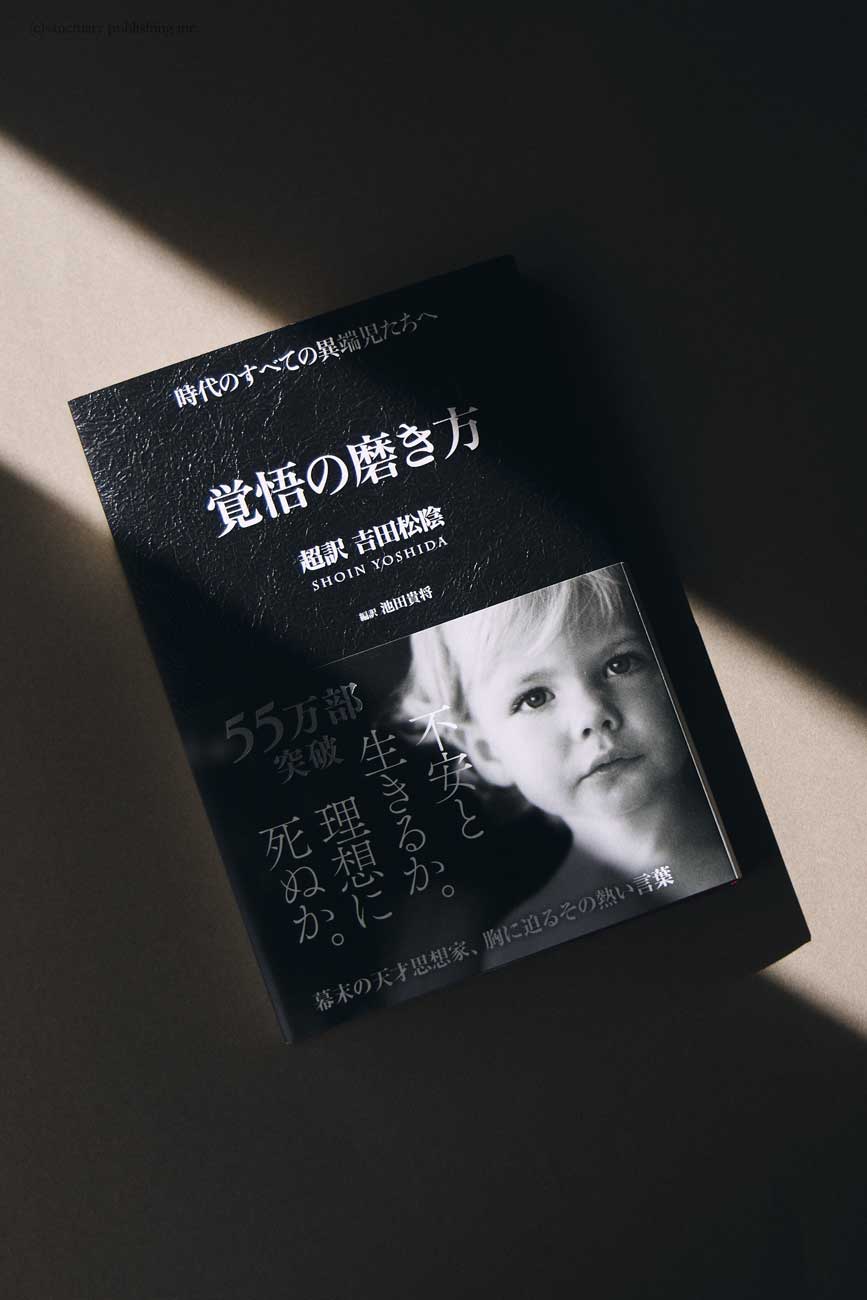 (c)sanctuary publishing inc.
時代のすべての異端児たちへ
覚悟の磨き方
超訳 吉田松陰
SHOIN YOSHIDA
編訳 池田貴将
55万部
突破
不安と
生きるか。
理想に
死ぬか。
幕末の天才思想家、胸に迫るその熱い言葉